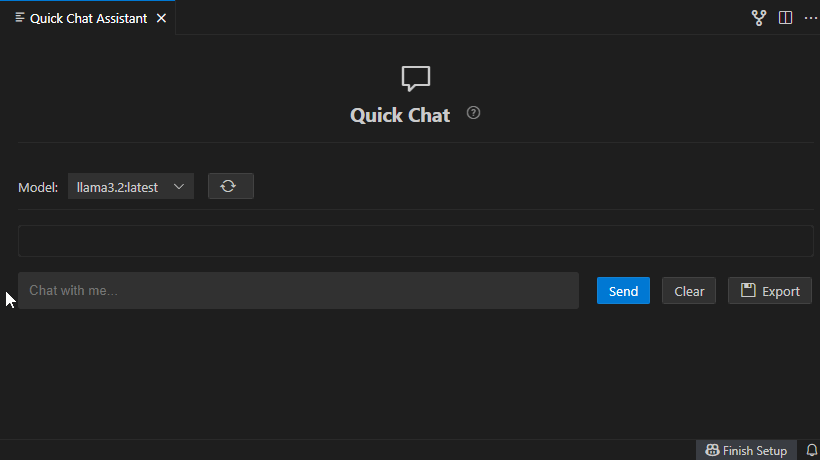 Quick Chat Assistant
Quick Chat
Model: llama3.2:latest
Chat with me...
Send Clear Export
Finish Setup